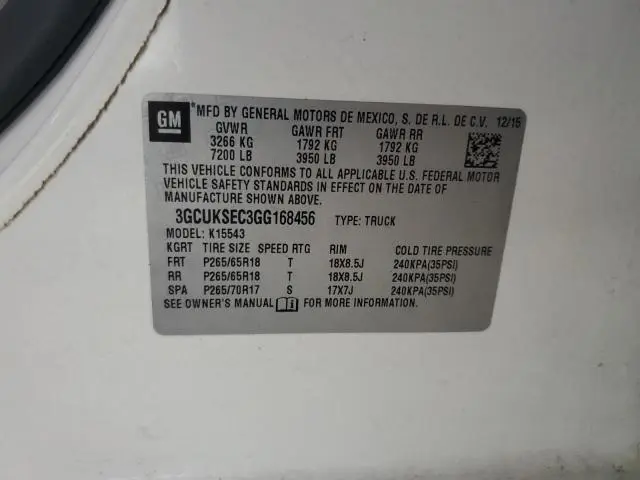 GM
*MFD BY GENERAL MOTORS DE MEXICO, S. DE R.L. DE C.V. 12/15
GVWR GAWR FRT GAWR RR
3266 KG 1792 KG 1792 KG
7200 LB 3950 LB 3950 LB
THIS VEHICLE CONFORMS TO ALL APPLICABLE U.S. FEDERAL MOTOR
VEHICLE SAFETY STANDARDS IN EFFECT ON THE DATE OF
MANUFACTURE SHOWN ABOVE.
3GCUKSEC3GG168456 TYPE: TRUCK
MODEL: K15543
KGRT TIRE SIZE SPEED RTG RIM COLD TIRE PRESSURE
FRT P265/65R18 T 18X8.5J 240KPA(35PSI)
RR P265/65R18 T 18X8.5J 240KPA(35PSI)
SPA P265/70R17 S 17X7J 240KPA(35PSI)
SEE OWNER'S MANUAL FOR MORE INFORMATION.